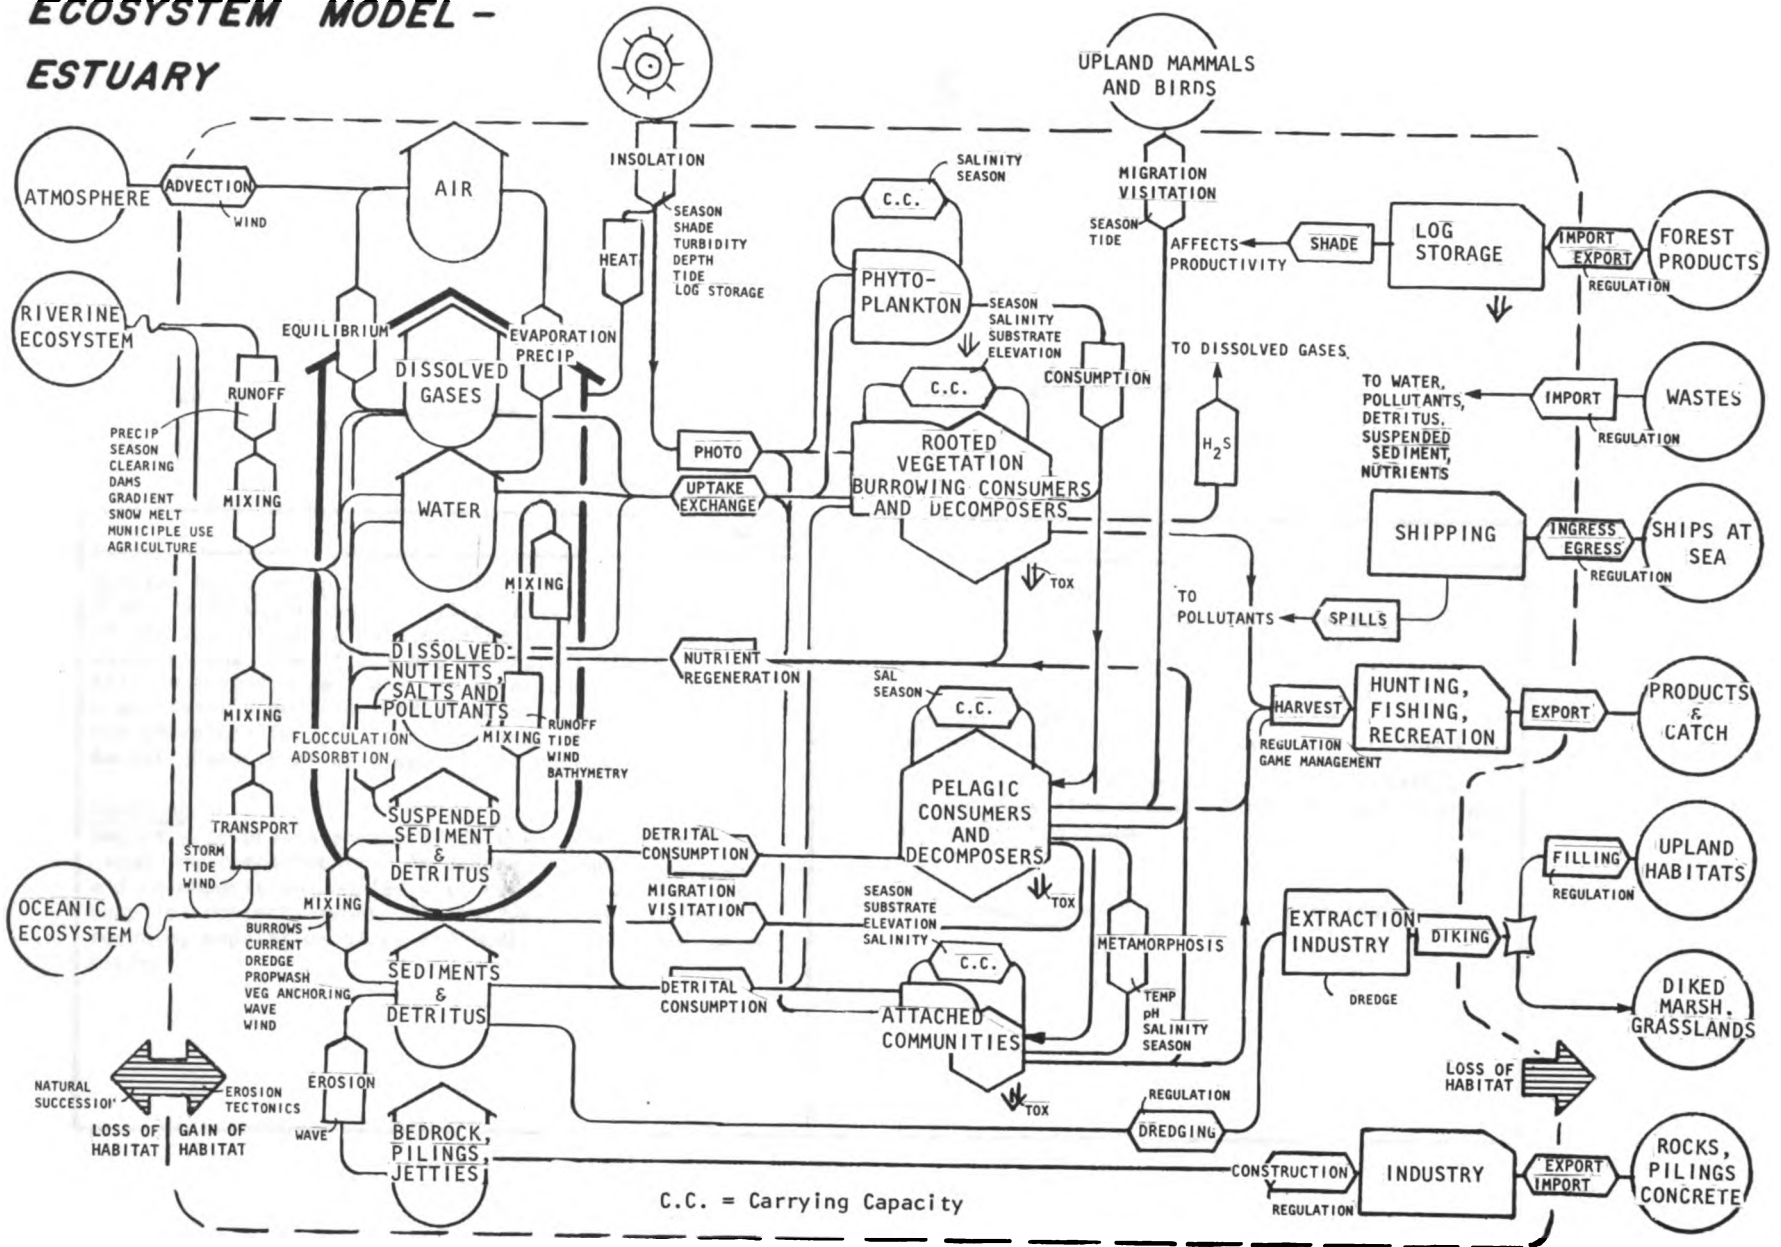 ECOSYSTEM MODEL -
ESTUARY
UPLAND MAMMALS
AND BIRDS
ATMOSPHERE
ADVECTION
WIND
AIR
INSOLATION
SEASON
SHADE
TURBIDITY
DEPTH
TIDE
LOG STORAGE
HEAT
SALINITY
SEASON
C.C.
MIGRATION
VISITATION
SEASON
TIDE
AFFECTS
PRODUCTIVITY
SHADE
LOG
STORAGE
IMPORT
EXPORT
REGULATION
FOREST
PRODUCTS
RIVERINE
ECOSYSTEM
EQUILIBRIUM
DISSOLVED
GASES
EVAPORATION
PRECIP
PHYTO-
PLANKTON
SEASON
SALINITY
SUBSTRATE
ELEVATION
C.C.
CONSUMPTION
TO DISSOLVED GASES
H2S
TO WATER,
POLLUTANTS,
DETRITUS,
SUSPENDED
SEDIMENT,
NUTRIENTS
IMPORT
REGULATION
WASTES
RUNOFF
PRECIP
SEASON
CLEARING
DAMS
GRADIENT
SNOW MELT
MUNICIPLE USE
AGRICULTURE
MIXING
WATER
MIXING
PHOTO
UPTAKE
EXCHANGE
ROOTED
VEGETATION
BURROWING CONSUMERS
AND DECOMPOSERS
TOX
SHIPPING
INGRESS
EGRESS
REGULATION
SHIPS AT
SEA
TO
POLLUTANTS
SPILLS
MIXING
DISSOLVED
NUTIENTS,
SALTS AND
POLLUTANTS
MIXING
RUNOFF
TIDE
WIND
BATHYMETRY
FLOCCULATION
ADSORBTION
NUTRIENT
REGENERATION
SAL
SEASON
C.C.
HARVEST
REGULATION
GAME MANAGEMENT
HUNTING,
FISHING,
RECREATION
EXPORT
PRODUCTS
&
CATCH
TRANSPORT
STORM
TIDE
WIND
SUSPENDED
SEDIMENT
&
DETRITUS
DETRITAL
CONSUMPTION
PELAGIC
CONSUMERS
AND
DECOMPOSERS
TOX
FILLING
REGULATION
UPLAND
HABITATS
OCEANIC
ECOSYSTEM
MIXING
BURROWS
CURRENT
DREDGE
PROPWASH
VEG ANCHORING
WAVE
WIND
MIGRATION
VISITATION
SEASON
SUBSTRATE
ELEVATION
SALINITY
C.C.
METAMORPHOSIS
TEMP
pH
SALINITY
SEASON
EXTRACTION
INDUSTRY
DREDGE
DIKING
SEDIMENTS
&
DETRITUS
DETRITAL
CONSUMPTION
ATTACHED
COMMUNITIES
TOX
DIKED
MARSH.
GRASSLANDS
NATURAL
SUCCESSION
EROSION
TECTONICS
LOSS OF
HABITAT
GAIN OF
HABITAT
EROSION
WAVE
BEDROCK,
PILINGS,
JETTIES
REGULATION
DREDGING
LOSS OF
HABITAT
CONSTRUCTION
REGULATION
INDUSTRY
EXPORT
IMPORT
ROCKS,
PILINGS
CONCRETE
C.C. = Carrying Capacity